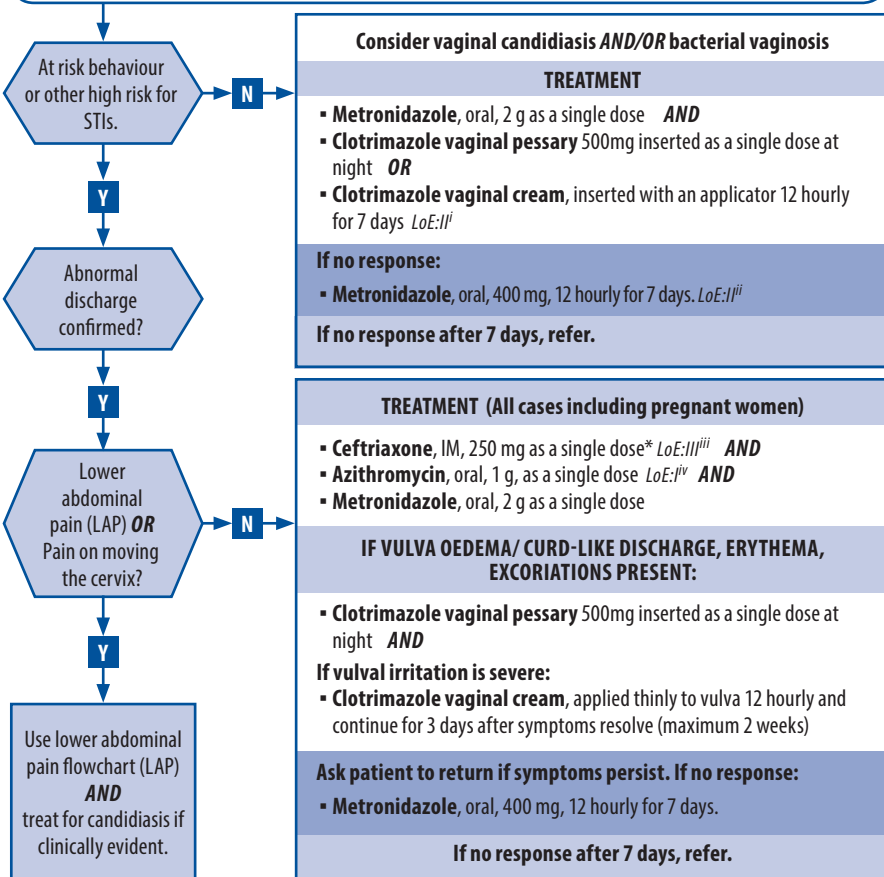 At risk behaviour
or other high risk for
STIs.
N
Y
Abnormal
discharge
confirmed?
Y
Lower
abdominal
pain (LAP) OR
Pain on moving
the cervix?
N
Y
Use lower abdominal
pain flowchart (LAP)
AND
treat for candidiasis if
clinically evident.
Consider vaginal candidiasis AND/OR bacterial vaginosis
TREATMENT
▪ Metronidazole, oral, 2 g as a single dose AND
▪ Clotrimazole vaginal pessary 500mg inserted as a single dose at
night OR
▪ Clotrimazole vaginal cream, inserted with an applicator 12 hourly
for 7 days LoE:II^i
If no response:
▪ Metronidazole, oral, 400 mg, 12 hourly for 7 days. LoE:II^ii
If no response after 7 days, refer.
TREATMENT (All cases including pregnant women)
▪ Ceftriaxone, IM, 250 mg as a single dose* LoE:III^iii AND
▪ Azithromycin, oral, 1 g, as a single dose LoE:I^iv AND
▪ Metronidazole, oral, 2 g as a single dose
IF VULVA OEDEMA/ CURD-LIKE DISCHARGE, ERYTHEMA,
EXCORIATIONS PRESENT:
▪ Clotrimazole vaginal pessary 500mg inserted as a single dose at
night AND
If vulval irritation is severe:
▪ Clotrimazole vaginal cream, applied thinly to vulva 12 hourly and
continue for 3 days after symptoms resolve (maximum 2 weeks)
Ask patient to return if symptoms persist. If no response:
▪ Metronidazole, oral, 400 mg, 12 hourly for 7 days.
If no response after 7 days, refer.